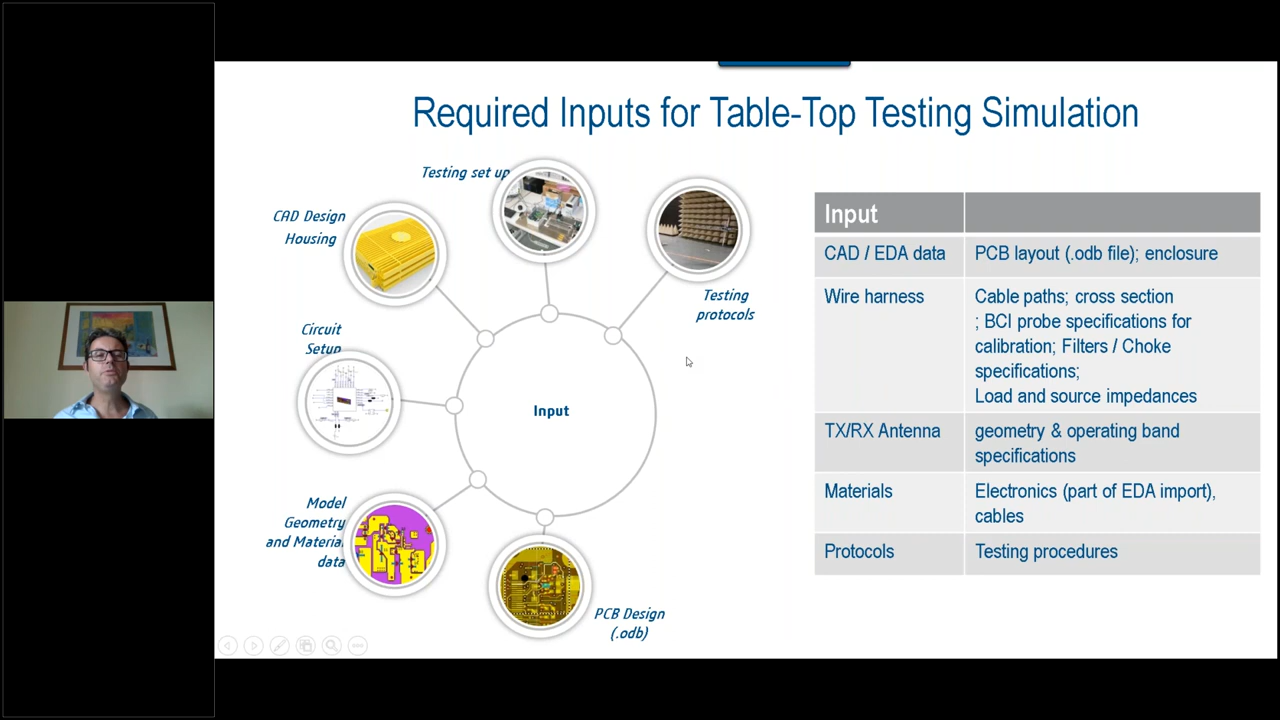 Required Inputs for Table-Top Testing Simulation
Testing set up
CAD Design
Housing
Testing
protocols
Circuit
Setup
Input
Model
Geometry
and Material
data
PCB Design
(.odb)
Input
CAD / EDA data
PCB layout (.odb file); enclosure
Wire harness
Cable paths; cross section
; BCI probe specifications for
calibration; Filters / Choke
specifications;
Load and source impedances
TX/RX Antenna
geometry & operating band
specifications
Materials
Electronics (part of EDA import),
cables
Protocols
Testing procedures